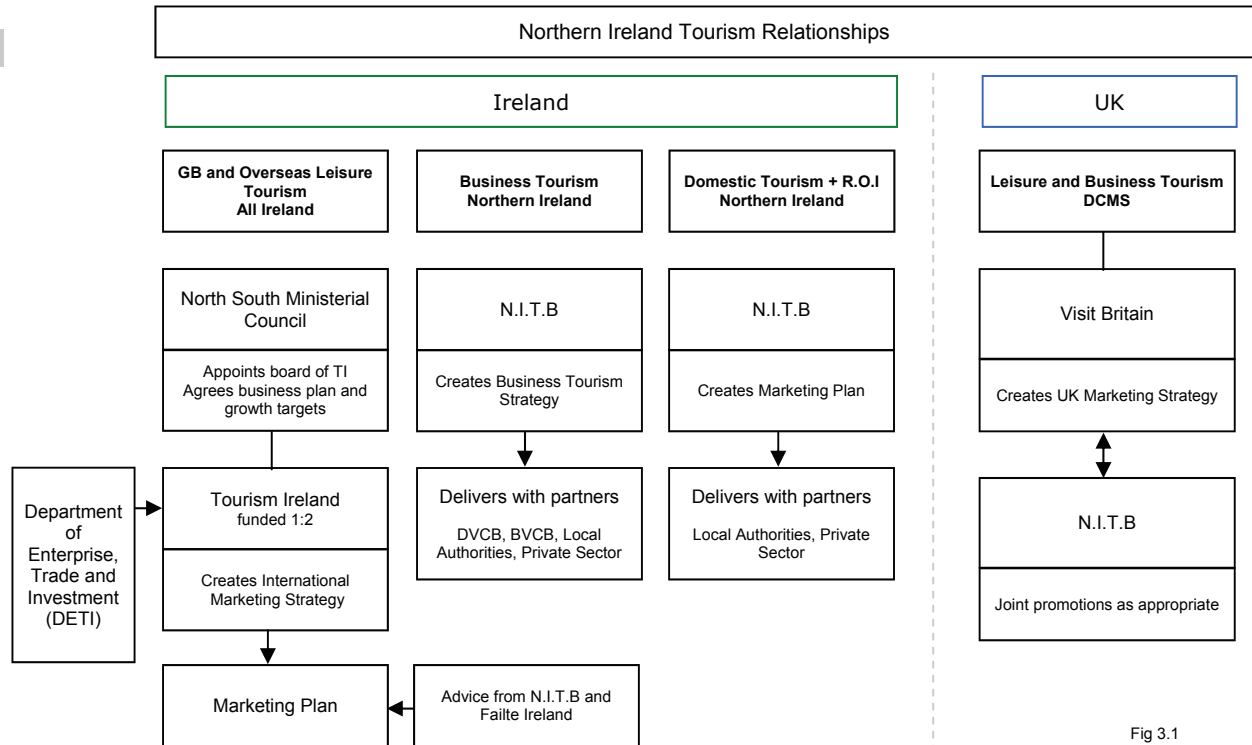 Northern Ireland Tourism Relationships
Ireland
UK
GB and Overseas Leisure
Tourism
All Ireland
Business Tourism
Northern Ireland
Domestic Tourism + R.O.I
Northern Ireland
Leisure and Business Tourism
DCMS
North South Ministerial
Council
Appoints board of TI
Agrees business plan and
growth targets
N.I.T.B
Creates Business Tourism
Strategy
N.I.T.B
Creates Marketing Plan
Visit Britain
Creates UK Marketing Strategy
Department
of
Enterprise,
Trade and
Investment
(DETI)
Tourism Ireland
funded 1:2
Creates International
Marketing Strategy
Delivers with partners
DVCB, BVCB, Local
Authorities, Private Sector
Delivers with partners
Local Authorities, Private
Sector
N.I.T.B
Joint promotions as appropriate
Marketing Plan
Advice from N.I.T.B and
Failte Ireland
Fig 3.1